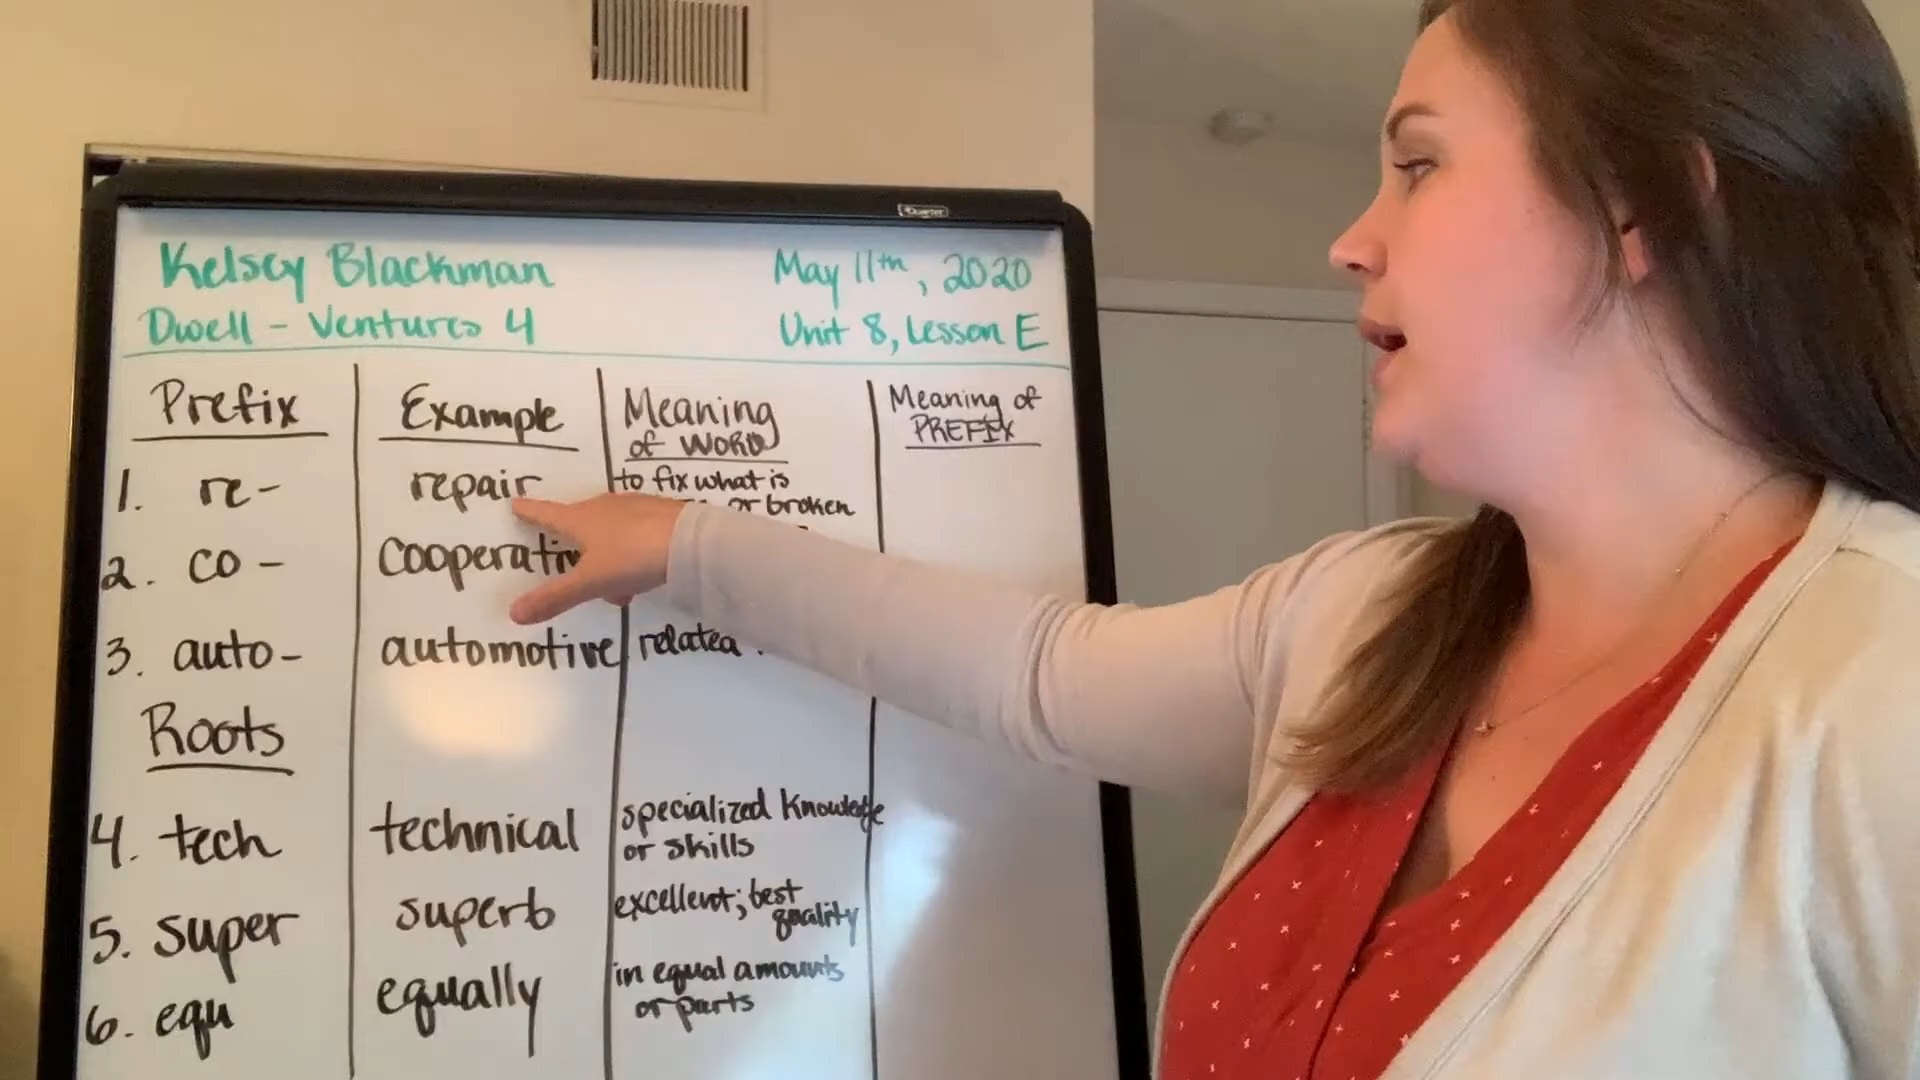 Quartet
Kelsey Blackman
May 11th, 2020
Dwell - Ventures 4
Unit 8, Lesson E
Prefix
Example
Meaning
of WORD
Meaning of
PREFIX
1. re-
repair
to fix what is
or broken
2. co-
3. auto-
automotive
Roots
4. tech
technical
specialized knowledge
or skills
5. super
superb
excellent; best
quality
6. equ
equally
in equal amounts
or parts